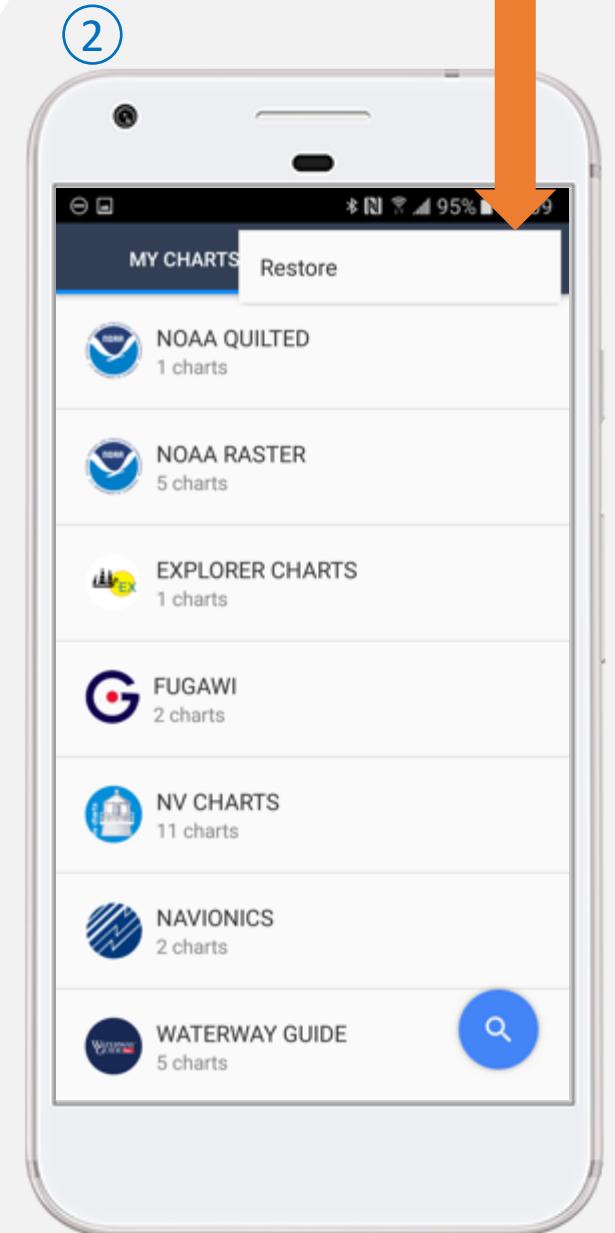 2
95%
MY CHARTS
Restore
NOAA QUILTED
1 charts
NOAA RASTER
5 charts
EXPLORER CHARTS
1 charts
EX
FUGAWI
2 charts
NV CHARTS
11 charts
NAVIONICS
2 charts
WATERWAY GUIDE
5 charts